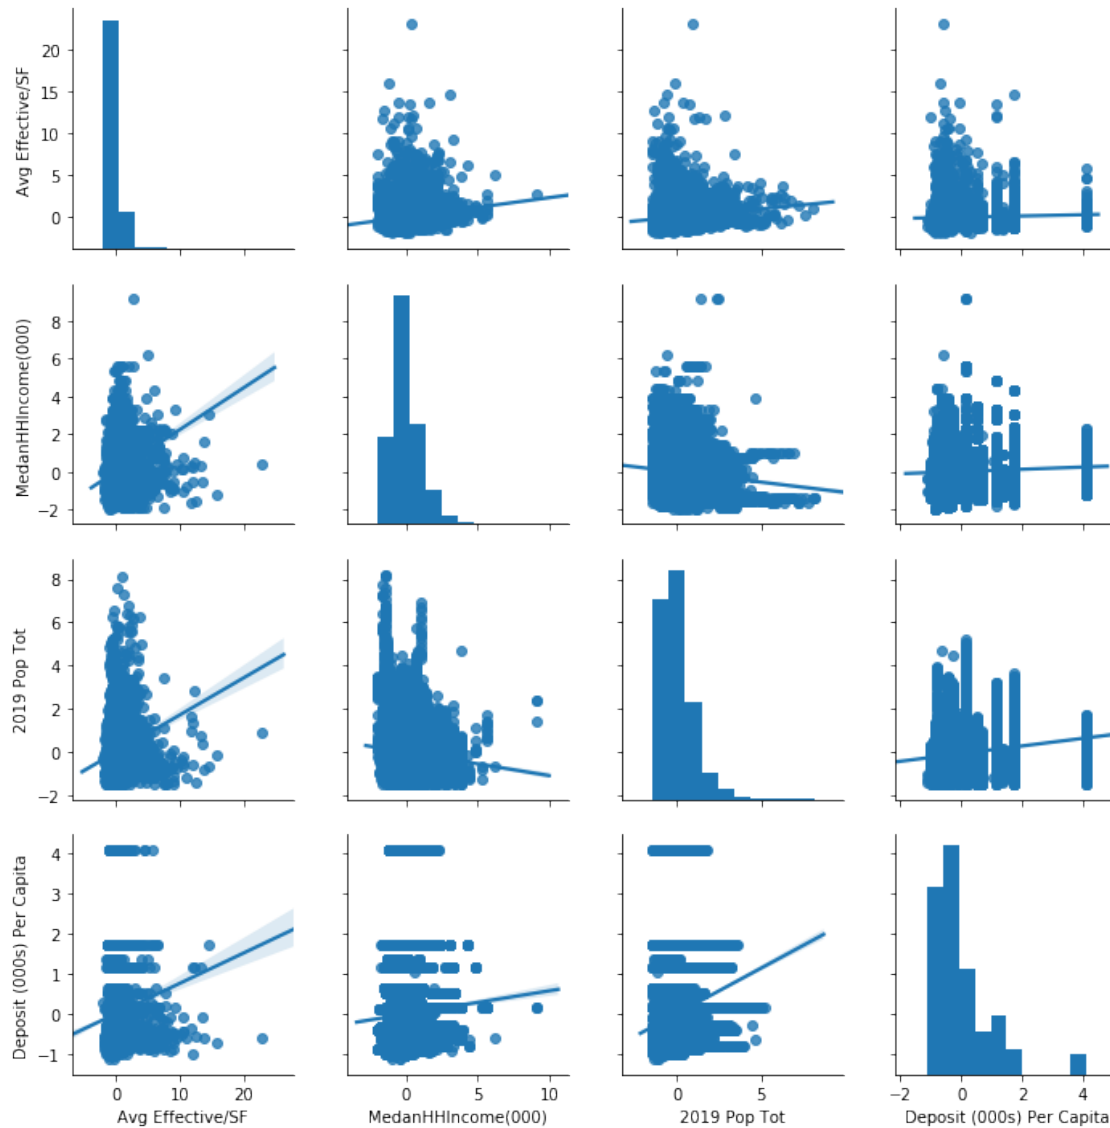 Avg Effective/SF
20
15
10
5
0
MedanHHIncome(000)
8
6
4
2
0
−2
2019 Pop Tot
8
6
4
2
0
−2
Deposit (000s) Per Capita
4
3
2
1
0
−1
0 10 20
0 5 10
0 5
−2 0 2 4
Avg Effective/SF
MedanHHIncome(000)
2019 Pop Tot
Deposit (000s) Per Capita